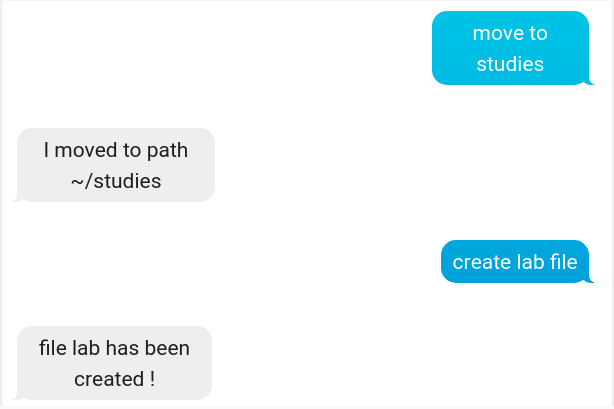 move to
studies
I moved to path
~/studies
create lab file
file lab has been
created !